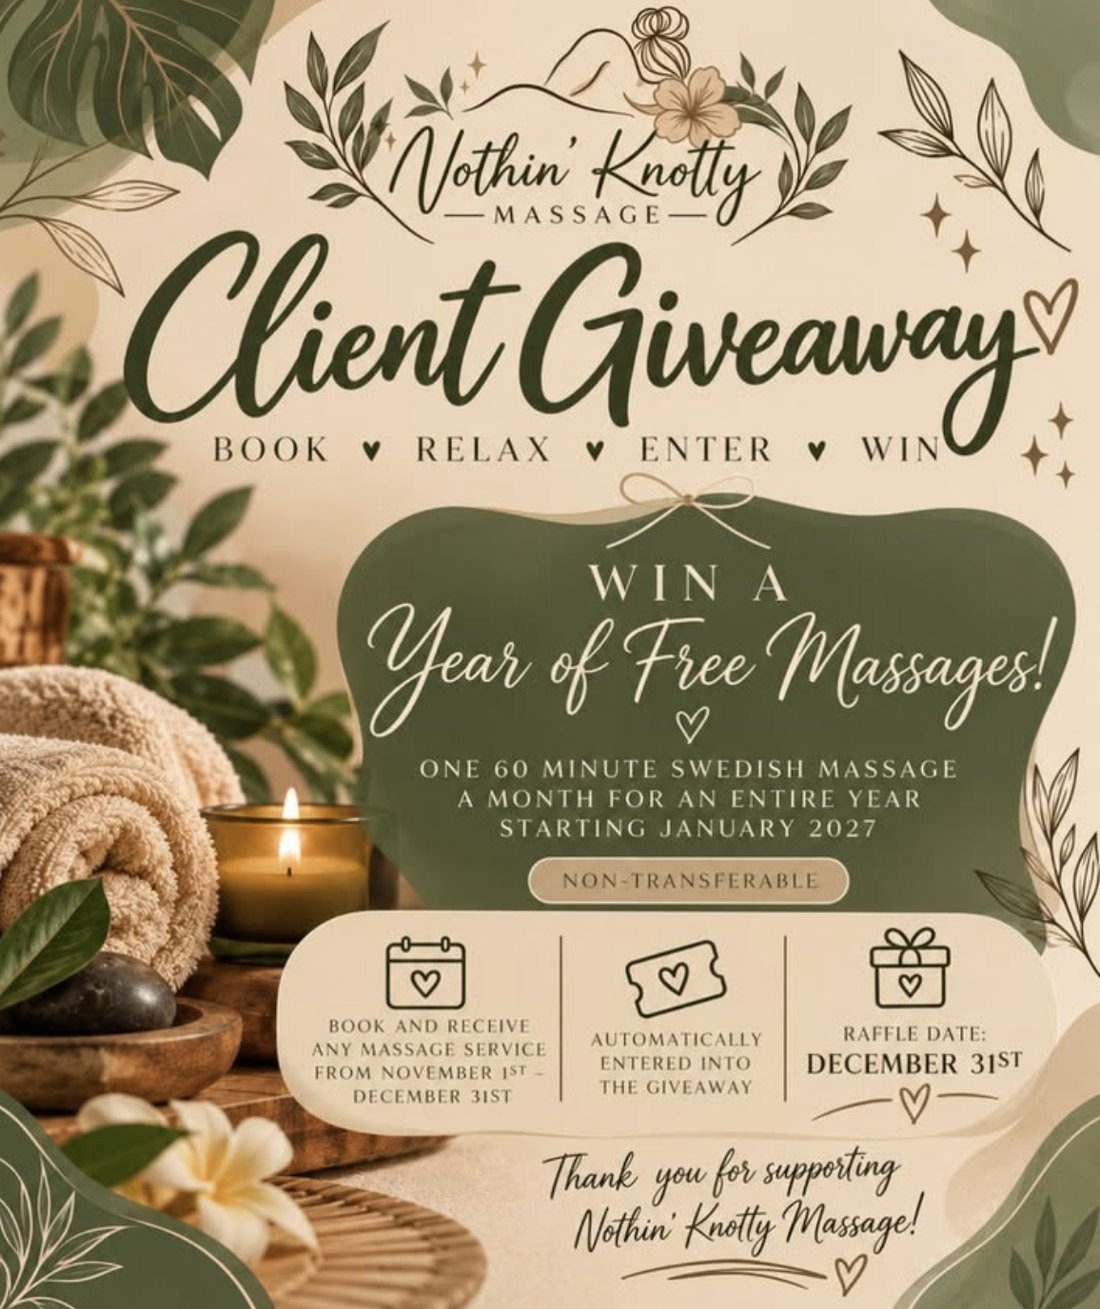 Nothin' Knotty
MASSAGE
Client Giveaway
BOOK ♥ RELAX ♥ ENTER ♥ WIN
WIN A
Year of Free Massages!
ONE 60 MINUTE SWEDISH MASSAGE
A MONTH FOR AN ENTIRE YEAR
STARTING JANUARY 2027
NON-TRANSFERABLE
BOOK AND RECEIVE
ANY MASSAGE SERVICE
FROM NOVEMBER 1ST –
DECEMBER 31ST
AUTOMATICALLY
ENTERED INTO
THE GIVEAWAY
RAFFLE DATE:
DECEMBER 31ST
Thank you for supporting
Nothin' Knotty Massage!